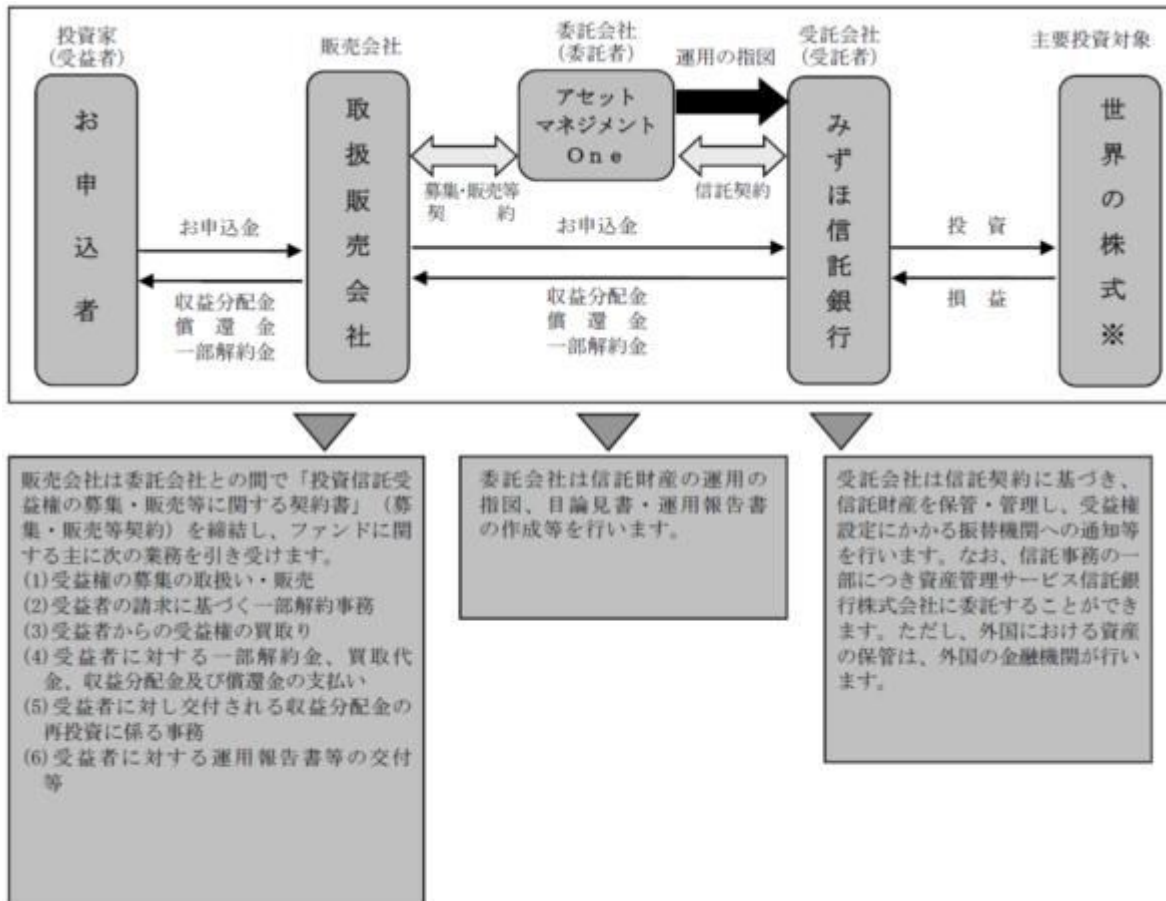 投資家
(受益者)
販売会社
委託会社
(委託者)
運用の指図
受託会社
(受託者)
主要投資対象
お申込者
取扱販売会社
アセット
マネジメント
One
みずほ信託銀行
世界の株式※
募集・販売等
契 約
信託契約
お申込金
お申込金
投 資
収益分配金
償 還 金
一部解約金
収益分配金
償 還 金
一部解約金
損 益
販売会社は委託会社との間で「投資信託受
益権の募集・販売等に関する契約書」(募
集・販売等契約)を締結し、ファンドに関
する主に次の業務を引き受けます。
(1)受益権の募集の取扱い・販売
(2)受益者の請求に基づく一部解約事務
(3)受益者からの受益権の買取り
(4)受益者に対する一部解約金、買取代
金、収益分配金及び償還金の支払い
(5)受益者に対し交付される収益分配金の
再投資に係る事務
(6)受益者に対する運用報告書等の交付
等
委託会社は信託財産の運用の
指図、目論見書・運用報告書
の作成等を行います。
受託会社は信託契約に基づき、
信託財産を保管・管理し、受益権
設定にかかる振替機関への通知等
を行います。なお、信託事務の一
部につき資産管理サービス信託銀
行株式会社に委託することができ
ます。ただし、外国における資産
の保管は、外国の金融機関が行い
ます。